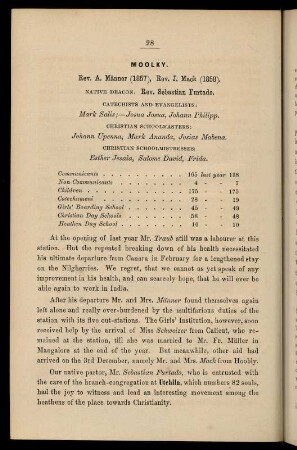 28
MOOLKY.
Rev. A. Männer (1857), Rev. J. Mack (1858).
NATIVE DEACON: Rev. Sebastian Furtado.
CATECHISTS AND EVANGELISTS:
Mark Salis;—Josua Josua, Johann Philipp.
CHRISTIAN SCHOOLMASTERS:
Johann Upenna, Mark Ananda, Josias Mabena.
CHRISTIAN SCHOOLMISTRESSES:
Esther Jesaia, Salome David, Frida.
Communicants . . . . . . 165 last year 168
Non Communicants . . . . . 4 - 7
Children . . . . . . . 175 - 175
Catechumens . . . . . . 78 - 19
Girls' Boarding School . . . . . 45 - 49
Christian Day Schools . . . . . 58 - 48
Heathen Day School . . . . . 16 - 20
At the opening of last year Mr. Traub still was a labourer at this
station. But the repeated breaking down of his health necessitated
his ultimate departure from Canara in February for a lengthened stay
on the Nilgherries. We regret, that we cannot as yet speak of any
improvement in his health, and can scarcely hope, that he will ever be
able again to work in India.
After his departure Mr. and Mrs. Männer found themselves again
left alone and really over-burdened by the multifarious duties of the
station with its five out-stations. The Girls' Institution, however, soon
received help by the arrival of Miss Schweizer from Calicut, who re-
mained at the station, till she was married to Mr. Fr. Müller in
Mangalore at the end of the year. But meanwhile, other aid had
arrived on the 3rd December, namely Mr. and Mrs. Mack from Hoobly.
Our native pastor, Mr. Sebastian Furtado, who is entrusted with
the care of the branch-congregation at Utchilla, which numbers 82 souls,
had the joy to witness and lead an interesting movement among the
heathens of the place towards Christianity.